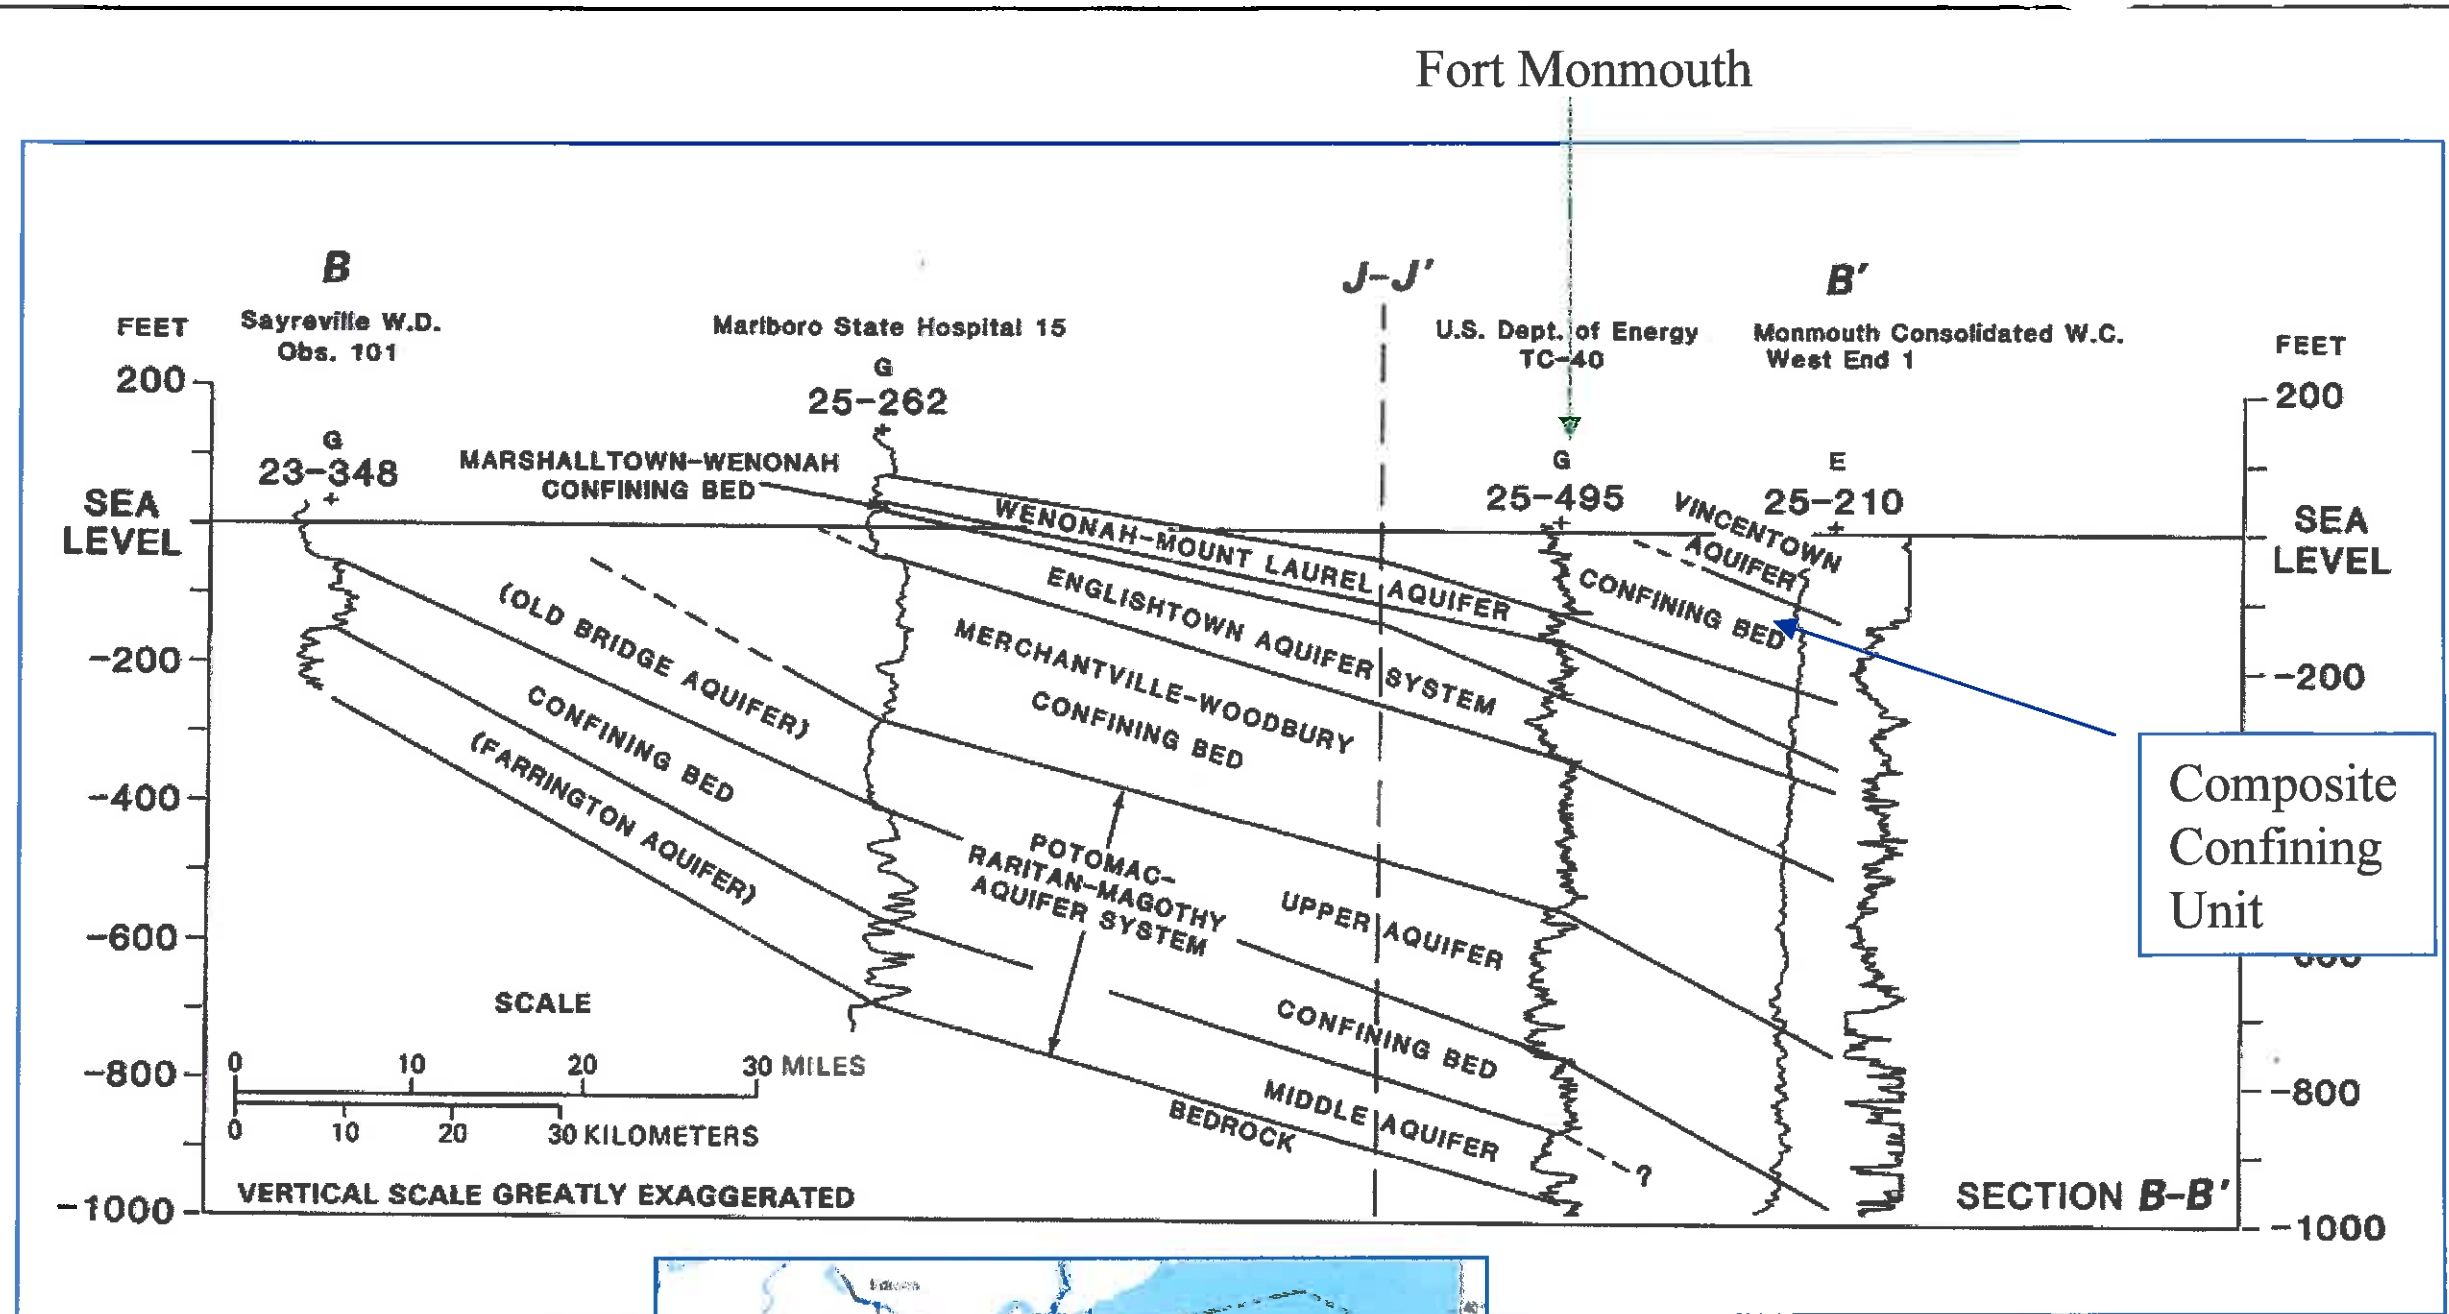 Fort Monmouth
B
J-J'
B'
FEET
Sayreville W.D.
Obs. 101
Marlboro State Hospital 15
U.S. Dept. of Energy
TC-40
Monmouth Consolidated W.C.
West End 1
FEET
200
G
25-262
+
200
G
23-348
+
MARSHALLTOWN-WENONAH
CONFINING BED
G
25-495
+
E
25-210
+
SEA
LEVEL
SEA
LEVEL
VINCENTOWN
AQUIFER
CONFINING BED
WENONAH-MOUNT LAUREL AQUIFER
ENGLISHTOWN AQUIFER SYSTEM
MERCHANTVILLE-WOODBURY
CONFINING BED
(OLD BRIDGE AQUIFER)
CONFINING BED
(FARRINGTON AQUIFER)
-200
-200
Composite
Confining
Unit
-400
POTOMAC-
RARITAN-MAGOTHY
AQUIFER SYSTEM
UPPER AQUIFER
CONFINING BED
MIDDLE AQUIFER
BEDROCK
?
-600
SCALE
0 10 20 30 MILES
0 10 20 30 KILOMETERS
-800
-800
VERTICAL SCALE GREATLY EXAGGERATED
SECTION B-B'
-1000
-1000